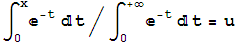 ∫₀ˣ ⅇ^(-t) ⅆt / ∫₀^(+∞) ⅇ^(-t) ⅆt = u